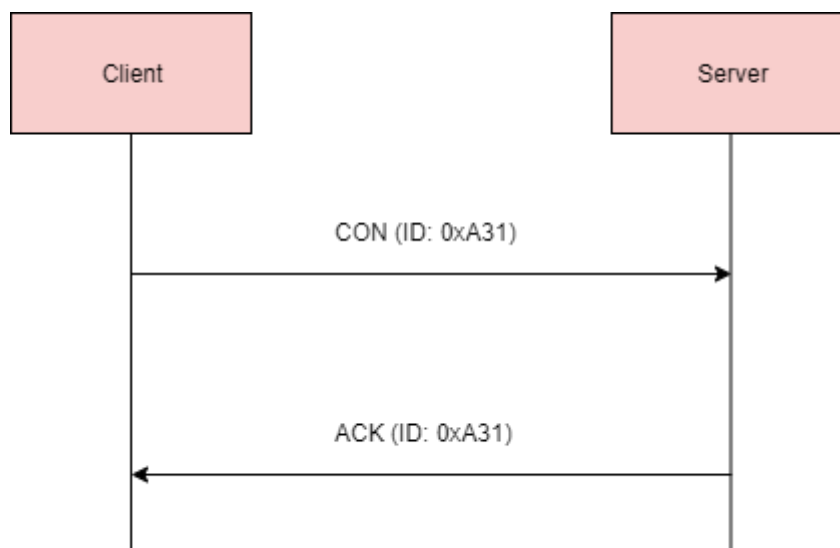 Client
Server
CON (ID: 0xA31)
ACK (ID: 0xA31)